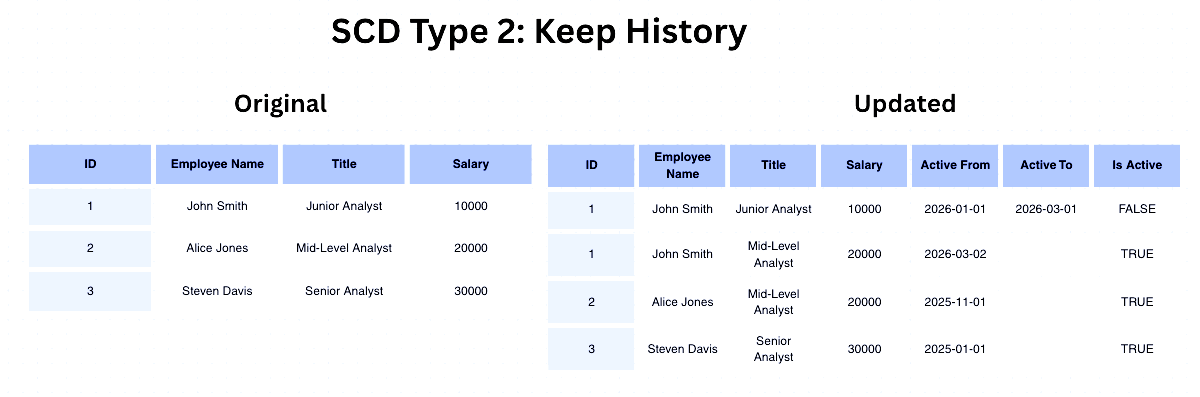 SCD Type 2: Keep History
Original
ID Employee Name Title Salary
1 John Smith Junior Analyst 10000
2 Alice Jones Mid-Level Analyst 20000
3 Steven Davis Senior Analyst 30000
Updated
ID Employee Name Title Salary Active From Active To Is Active
1 John Smith Junior Analyst 10000 2026-01-01 2026-03-01 FALSE
1 John Smith Mid-Level Analyst 20000 2026-03-02 TRUE
2 Alice Jones Mid-Level Analyst 20000 2025-11-01 TRUE
3 Steven Davis Senior Analyst 30000 2025-01-01 TRUE